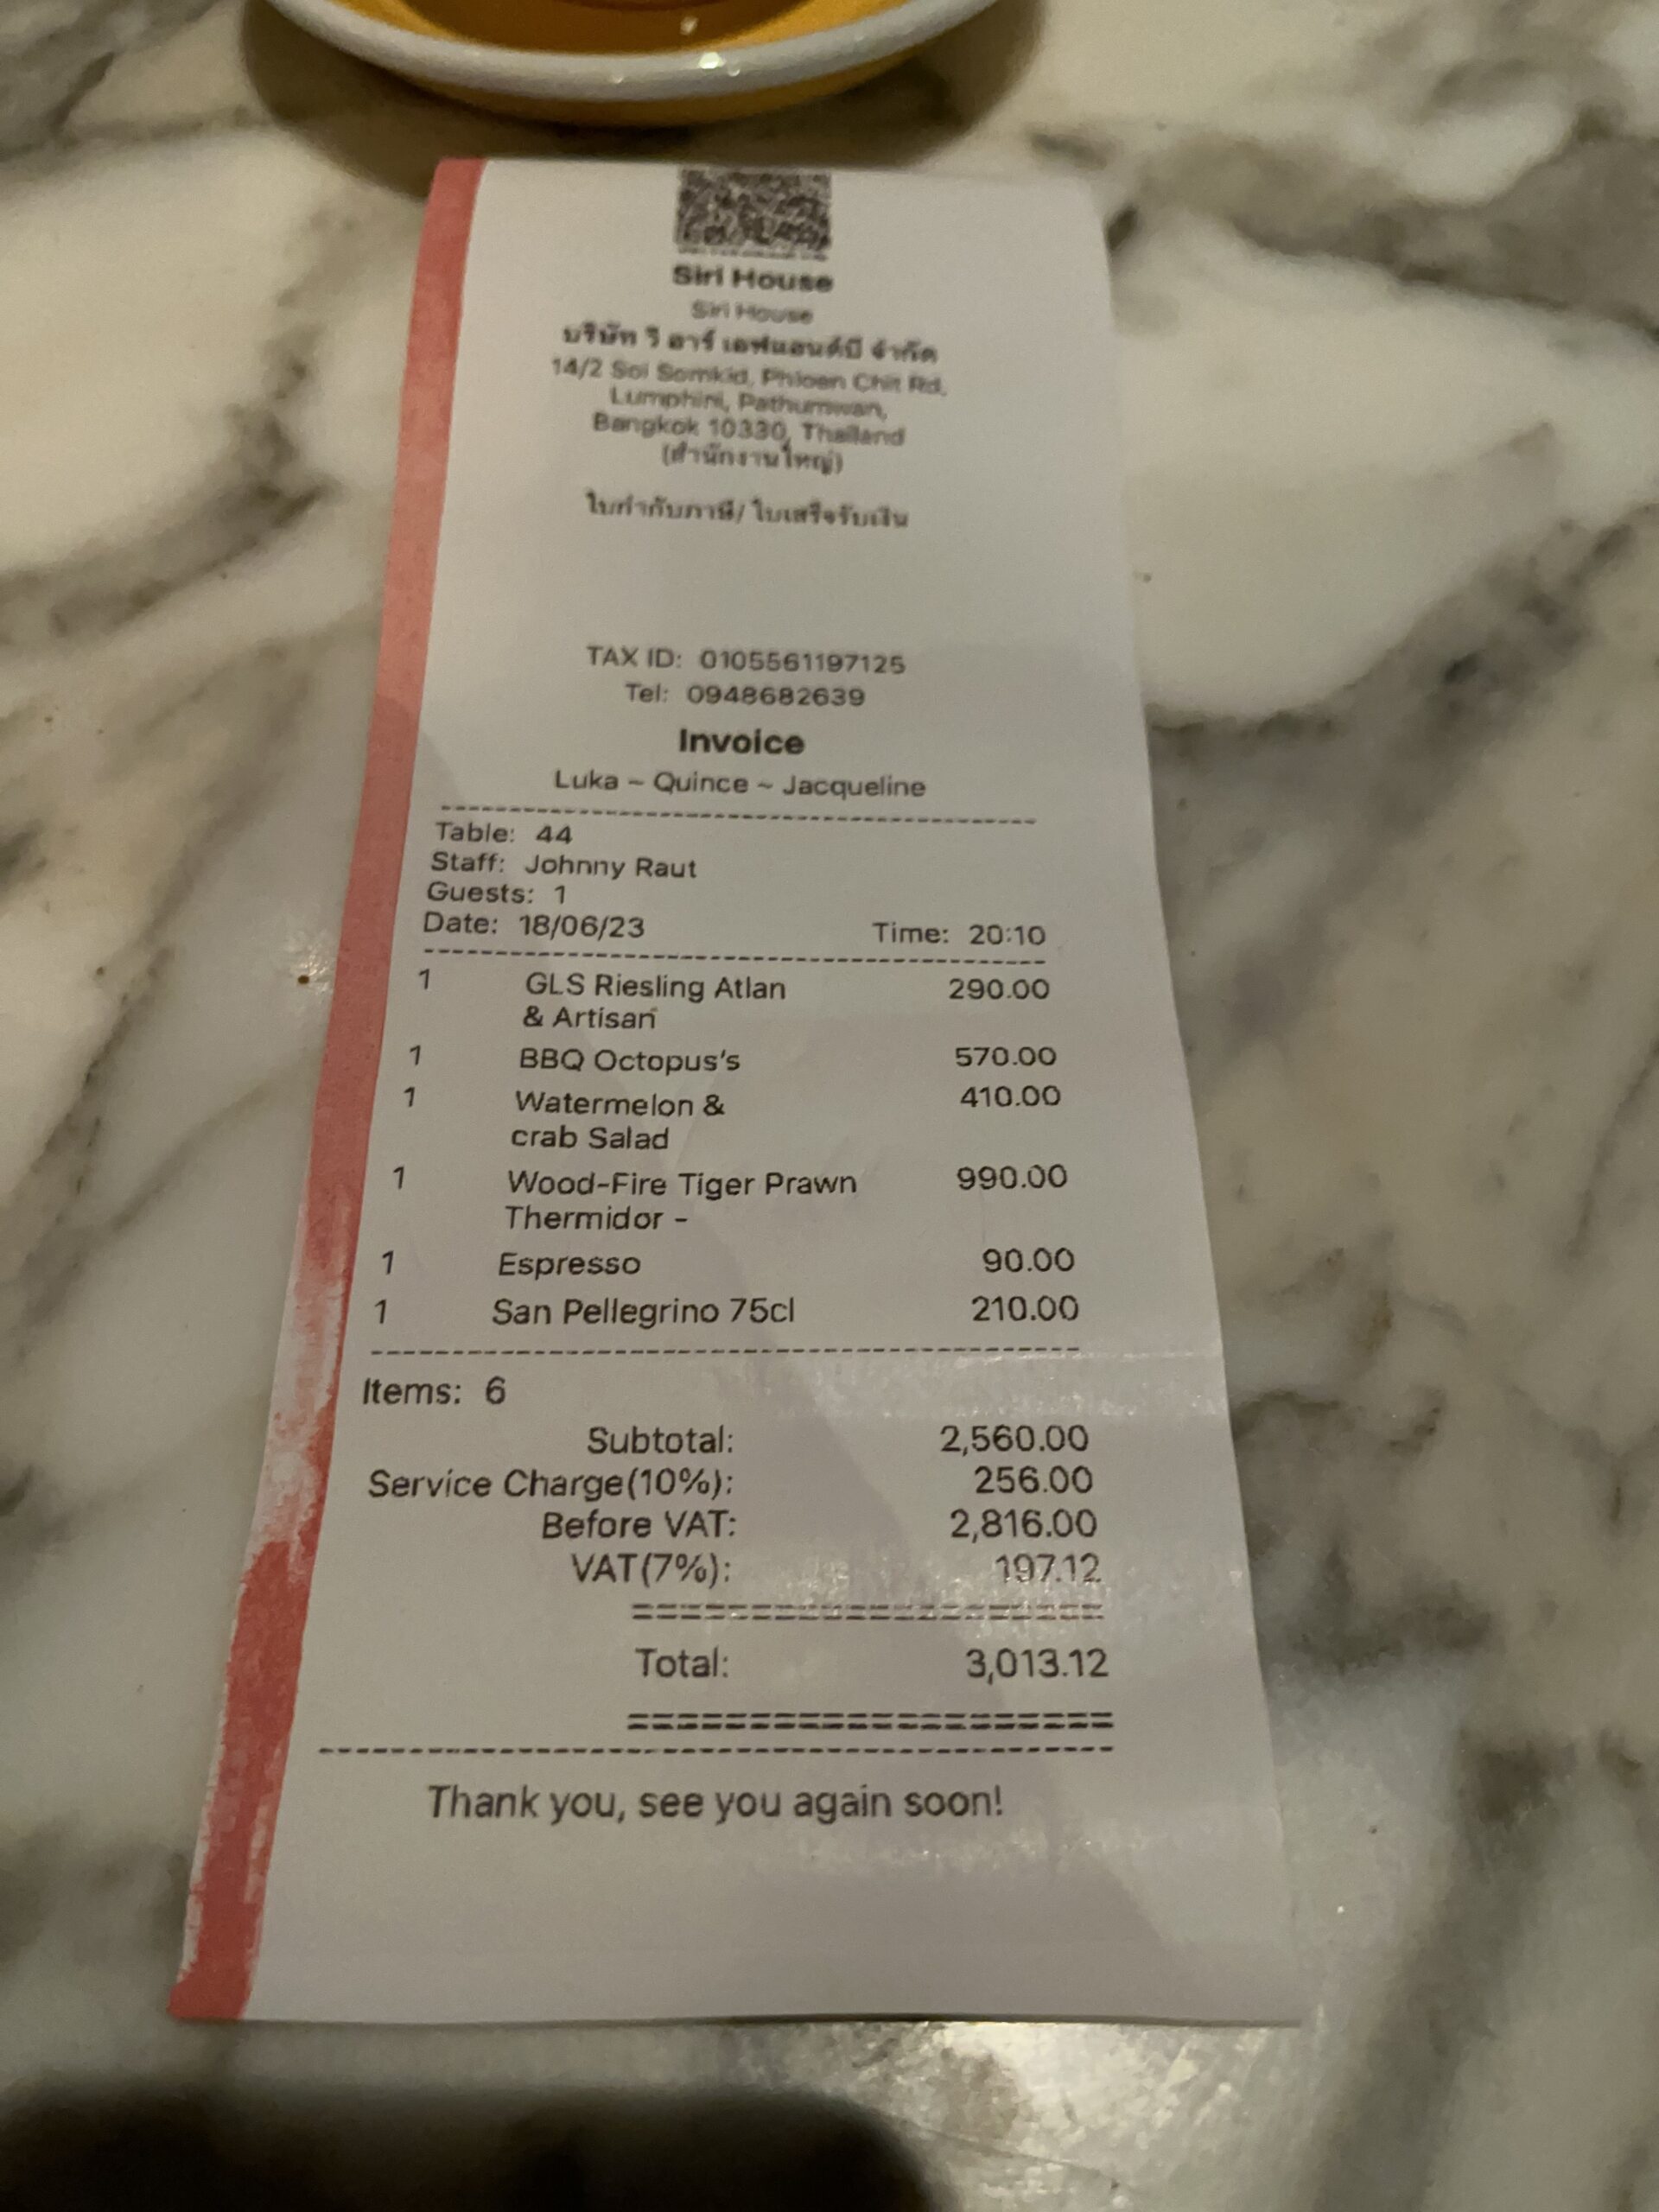 Siri House
Siri House
บริษัท วี อาร์ เอฟแอนด์บี จำกัด
14/2 Soi Somkid, Phloen Chit Rd,
Lumphini, Pathumwan,
Bangkok 10330, Thailand
(สำนักงานใหญ่)
ใบกำกับภาษี/ ใบเสร็จรับเงิน
TAX ID: 0105561197125
Tel: 0948682639
Invoice
Luka ~ Quince ~ Jacqueline
Table: 44
Staff: Johnny Raut
Guests: 1
Date: 18/06/23 Time: 20:10
1 GLS Riesling Atlan 290.00
& Artisan
1 BBQ Octopus's 570.00
1 Watermelon & 410.00
crab Salad
1 Wood-Fire Tiger Prawn 990.00
Thermidor -
1 Espresso 90.00
1 San Pellegrino 75cl 210.00
Items: 6
Subtotal: 2,560.00
Service Charge(10%): 256.00
Before VAT: 2,816.00
VAT(7%): 197.12
Total: 3,013.12
Thank you, see you again soon!